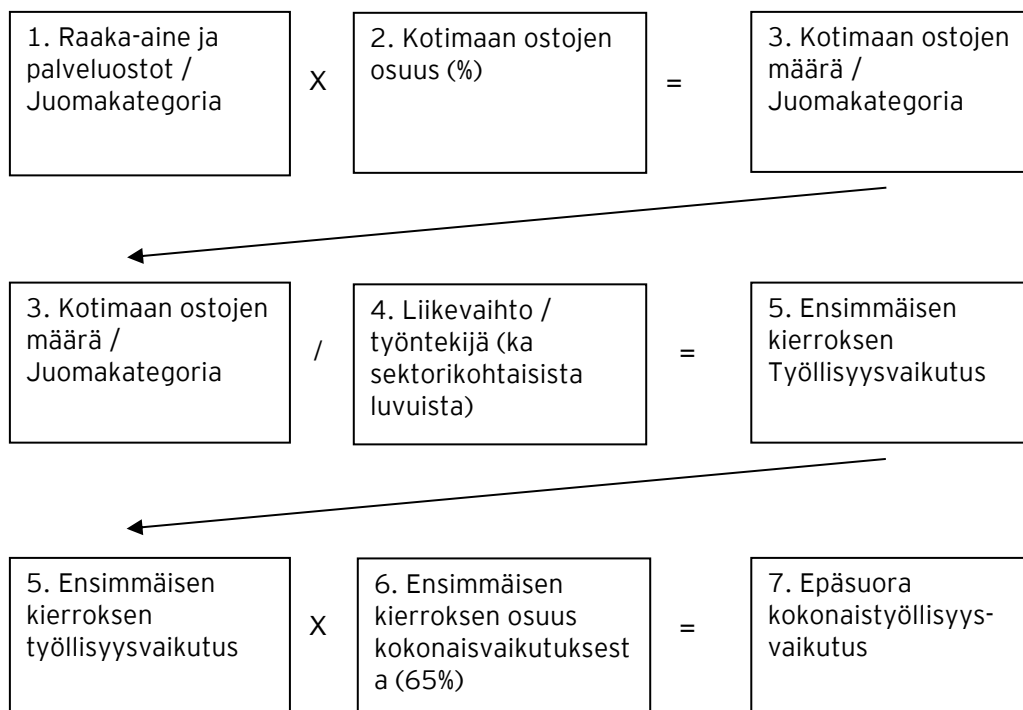 1. Raaka-aine ja
palveluostot /
Juomakategoria
X
2. Kotimaan ostojen
osuus (%)
=
3. Kotimaan ostojen
määrä /
Juomakategoria
3. Kotimaan ostojen
määrä /
Juomakategoria
/
4. Liikevaihto /
työntekijä (ka
sektorikohtaisista
luvuista)
=
5. Ensimmäisen
kierroksen
Työllisyysvaikutus
5. Ensimmäisen
kierroksen
työllisyysvaikutus
X
6. Ensimmäisen
kierroksen osuus
kokonaisvaikutuksest
a (65%)
=
7. Epäsuora
kokonaistyöllisyys-
vaikutus